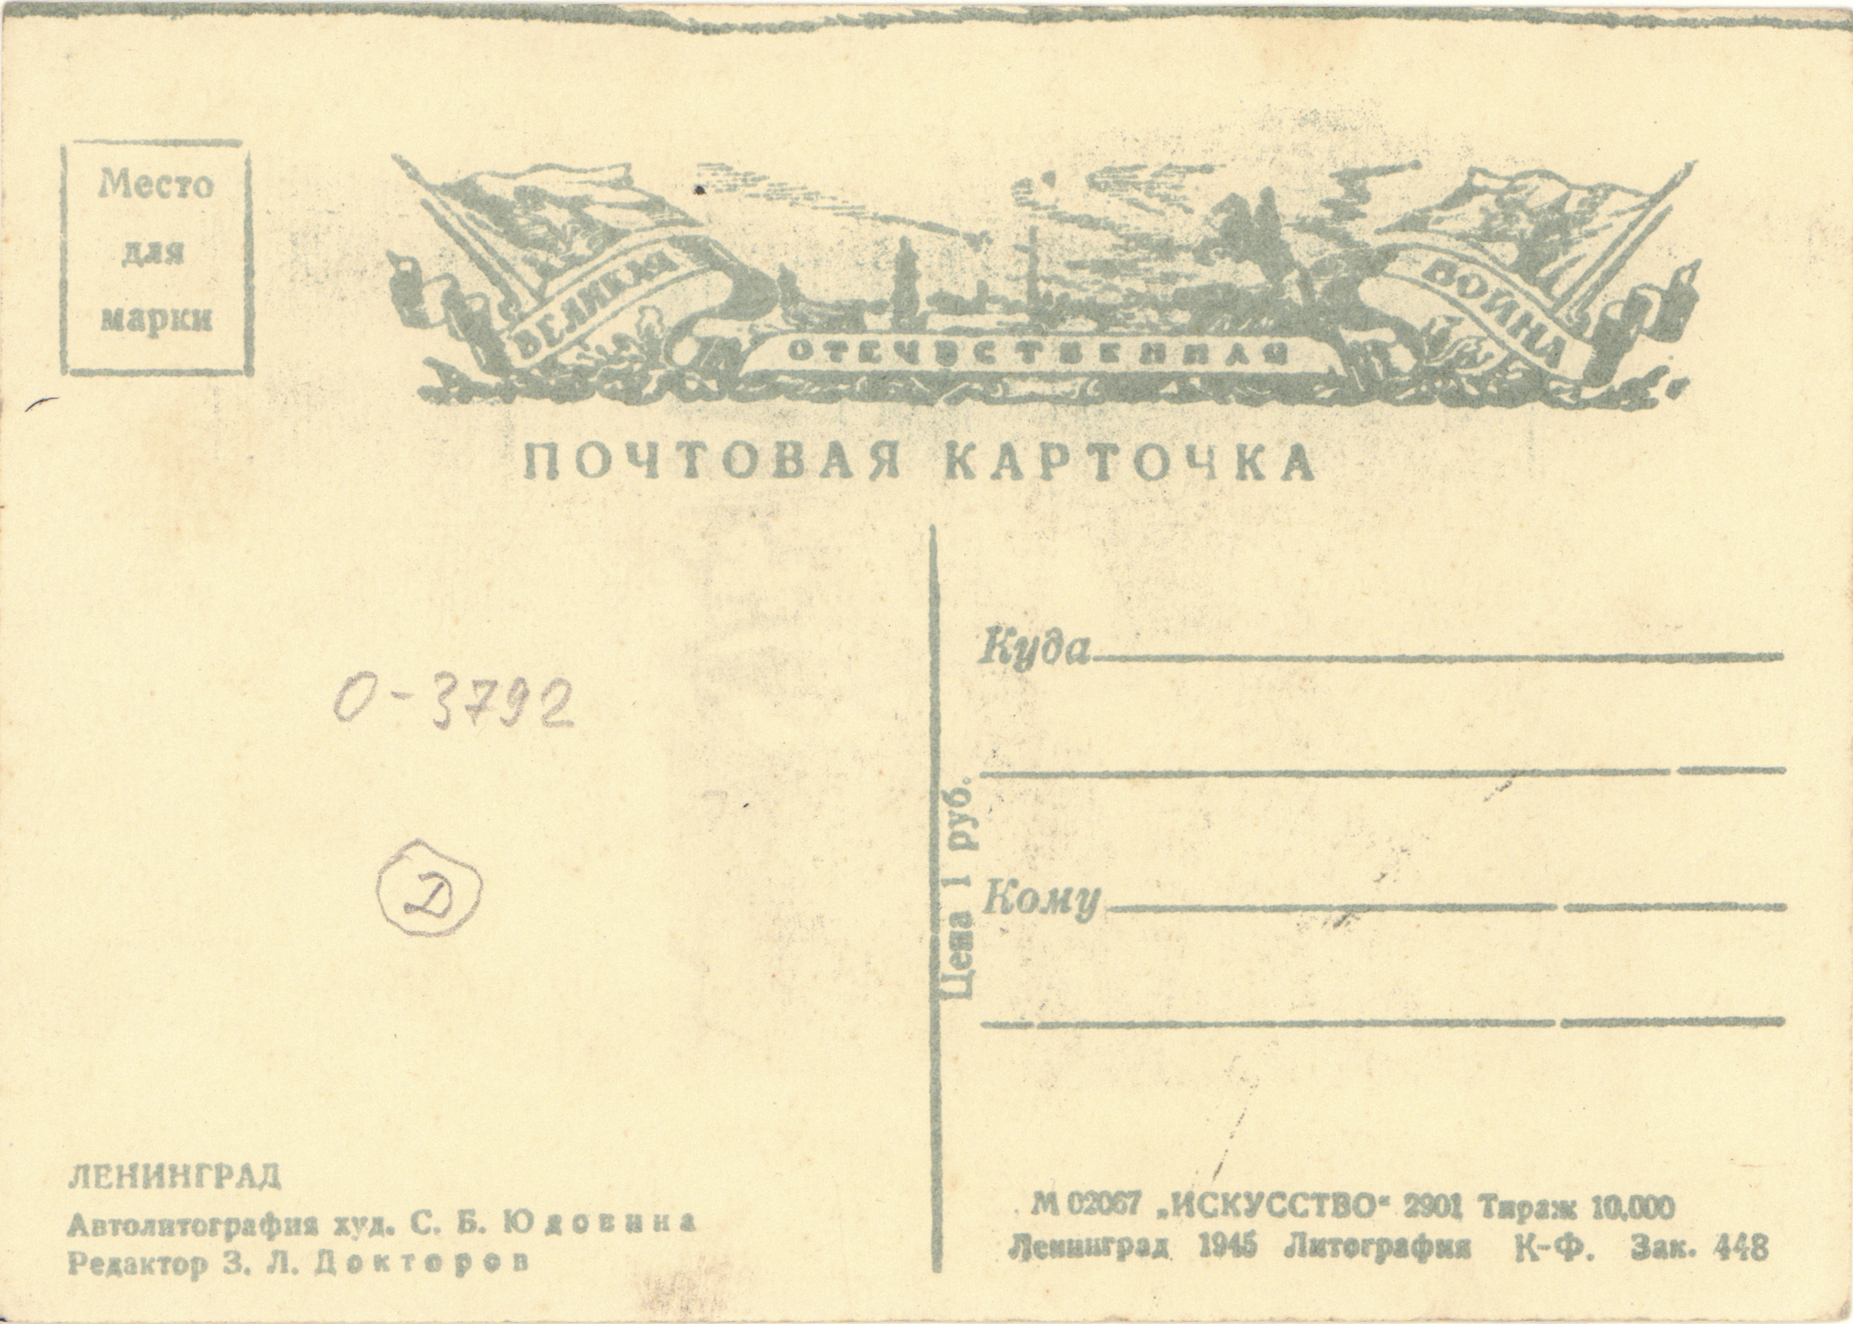 Место
для
марки
ВЕЛИКАЯ
ОТЕЧЕСТВЕННАЯ
ВОЙНА
ПОЧТОВАЯ КАРТОЧКА
О-3792
D
Цена 1 руб.
Куда
Кому
ЛЕНИНГРАД
Автолитография худ. С. Б. Юдовина
Редактор З. Л. Докторов
М 02067 „ИСКУССТВО“ 2901 Тираж 10,000
Ленинград 1945 Литография К-Ф. Зак. 448